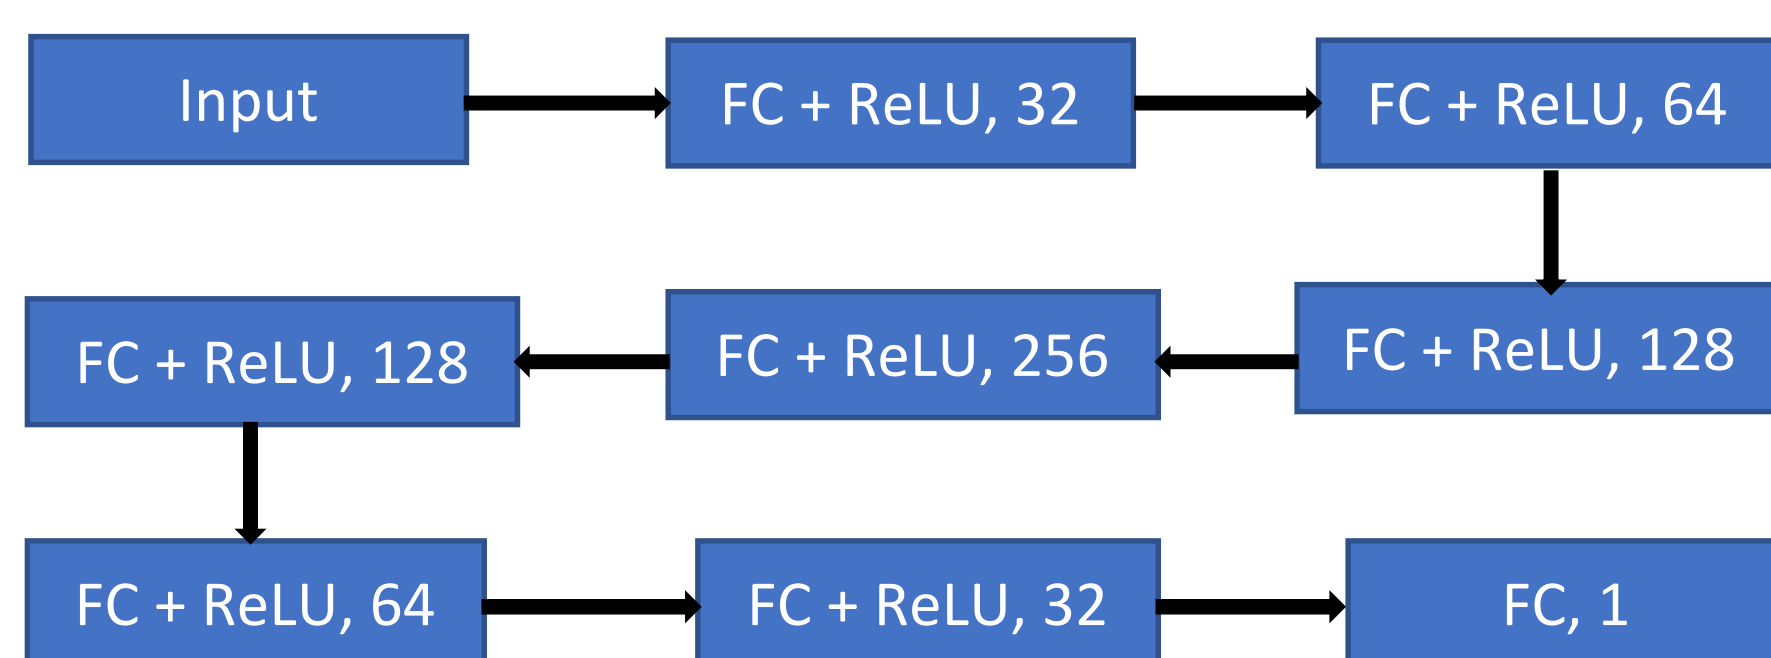 Input
FC + ReLU, 32
FC + ReLU, 64
FC + ReLU, 128
FC + ReLU, 256
FC + ReLU, 128
FC + ReLU, 64
FC + ReLU, 32
FC, 1